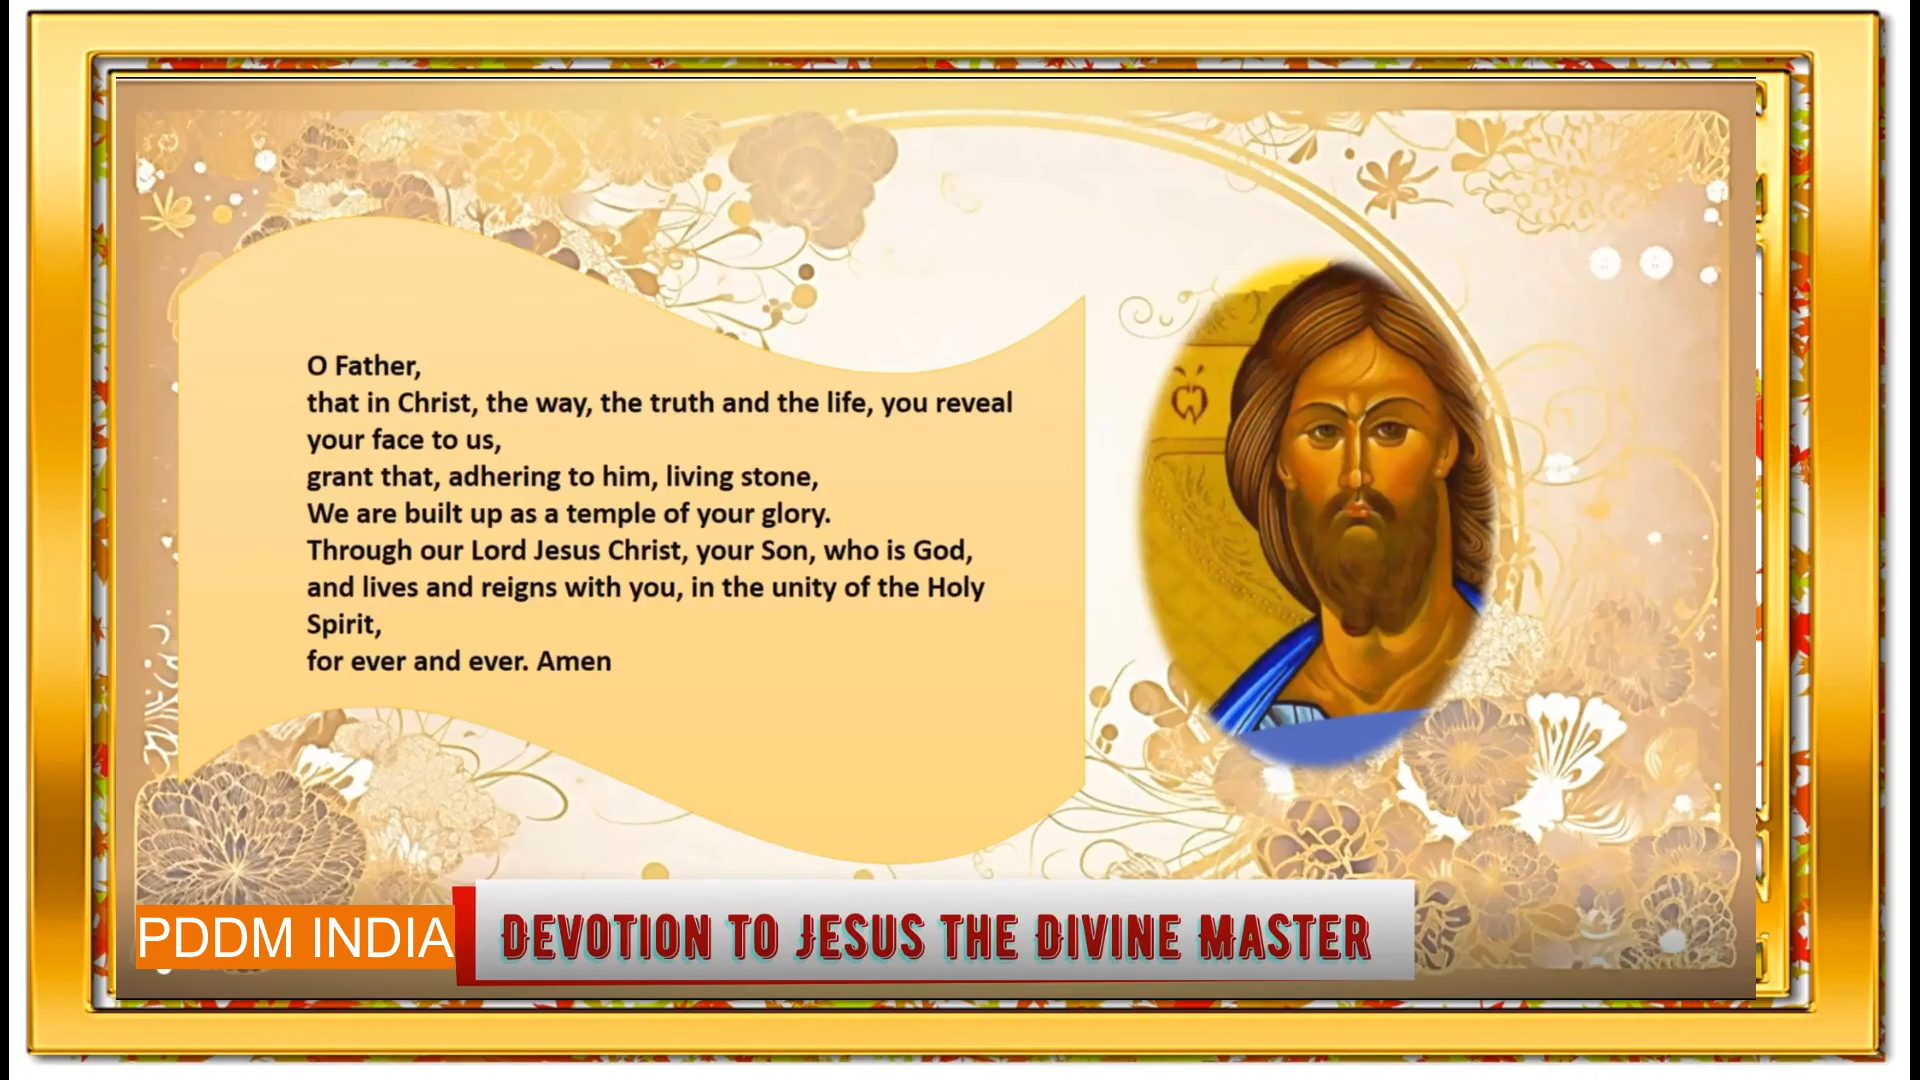 O Father,
that in Christ, the way, the truth and the life, you reveal
your face to us,
grant that, adhering to him, living stone,
We are built up as a temple of your glory.
Through our Lord Jesus Christ, your Son, who is God,
and lives and reigns with you, in the unity of the Holy
Spirit,
for ever and ever. Amen
PDDM INDIA
DEVOTION TO JESUS THE DIVINE MASTER